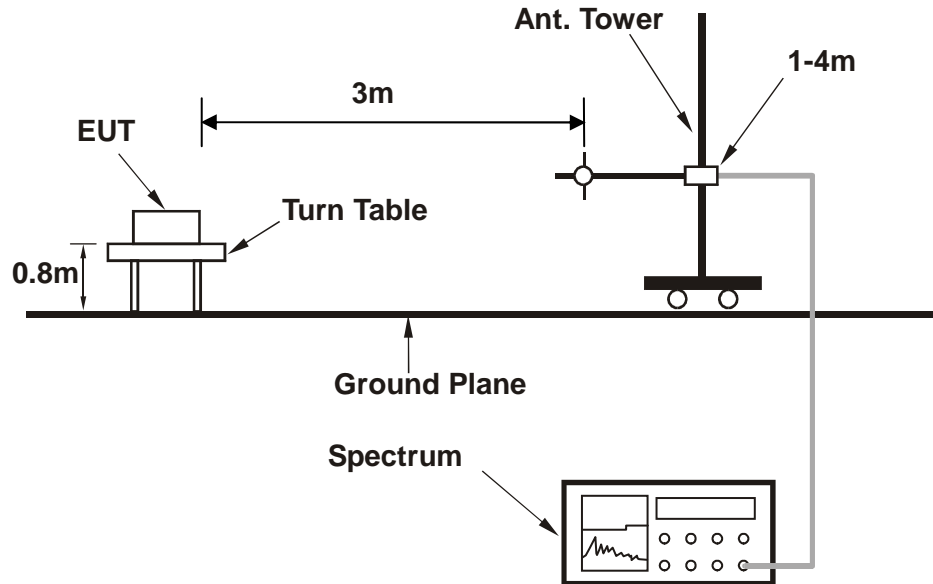 Ant. Tower
1-4m
3m
EUT
Turn Table
0.8m
Ground Plane
Spectrum